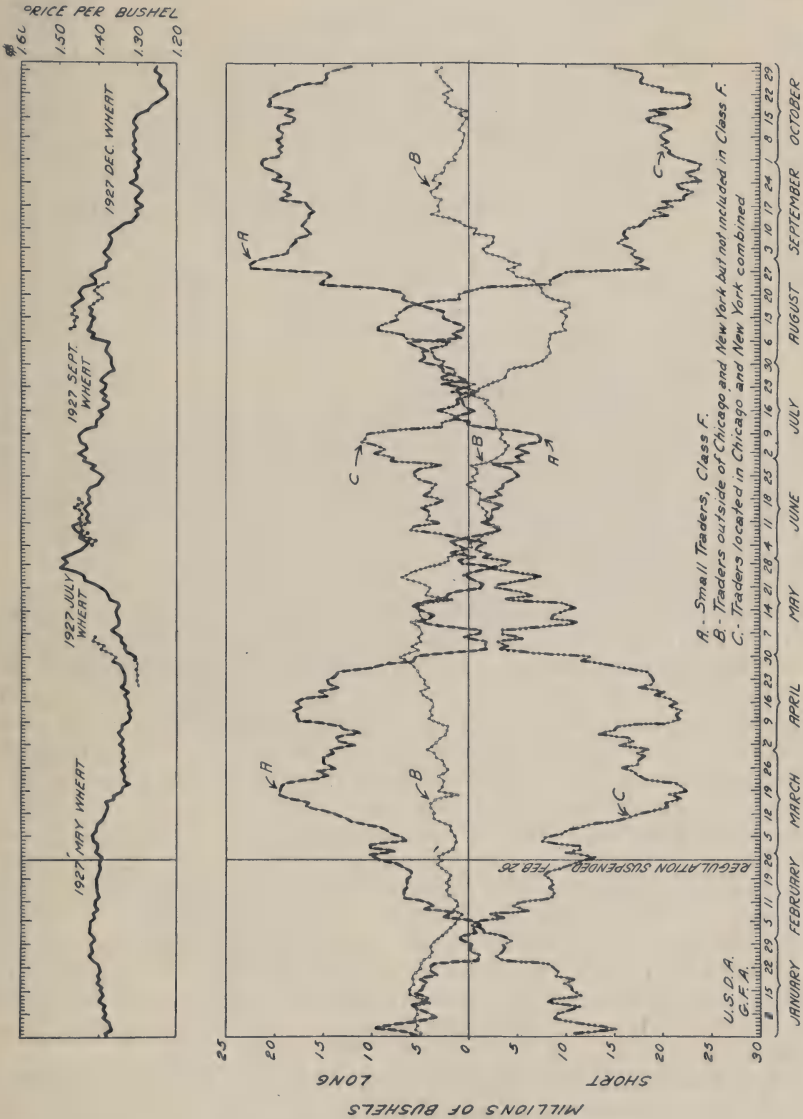 PRICE PER BUSHEL
$
1.60
1.50
1.40
1.30
1.20
1927 MAY WHEAT
1927 JULY WHEAT
1927 SEPT. WHEAT
1927 DEC. WHEAT
MILLIONS OF BUSHELS
LONG
SHORT
25
20
15
10
5
0
5
10
15
20
25
30
A
B
C
C
B
A
A
B
C
REGULATION SUSPENDED - FEB 26
A.- Small Traders, Class F.
B.- Traders outside of Chicago and New York but not included in Class F.
C.- Traders located in Chicago and New York combined
U.S.D.A.
G.F.A.
8 15 22 29 5 11 19 26 5 12 19 26 2 9 16 23 30 7 14 21 28 4 11 18 25 2 9 16 23 30 6 13 20 27 3 10 17 24 1 8 15 22 29
JANUARY FEBRUARY MARCH APRIL MAY JUNE JULY AUGUST SEPTEMBER OCTOBER